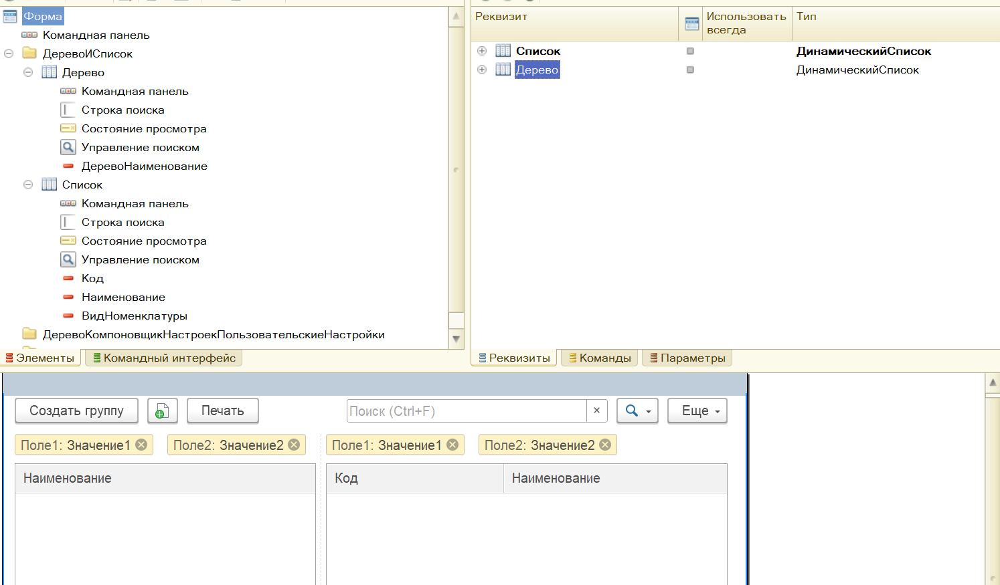 Форма
Командная панель
ДеревоИСписок
Дерево
Командная панель
Строка поиска
Состояние просмотра
Управление поиском
ДеревоНаименование
Список
Командная панель
Строка поиска
Состояние просмотра
Управление поиском
Код
Наименование
ВидНоменклатуры
ДеревоКомпоновщикНастроекПользовательскиеНастройки
Элементы Командный интерфейс
Реквизит Использовать всегда Тип
Список ДинамическийСписок
Дерево ДинамическийСписок
Реквизиты Команды Параметры
Создать группу Печать Поиск (Ctrl+F) × Еще
Поле1: Значение1 Поле2: Значение2 Поле1: Значение1 Поле2: Значение2
Наименование Код Наименование